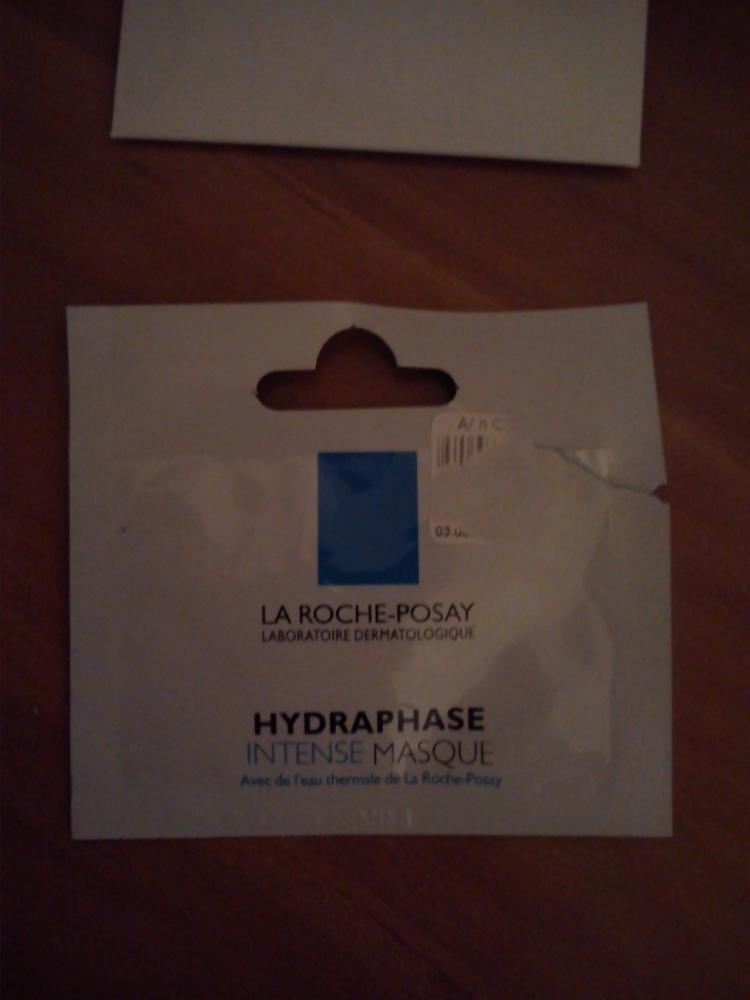 LA ROCHE-POSAY
LABORATOIRE DERMATOLOGIQUE
HYDRAPHASE
INTENSE MASQUE
Avec de l'eau thermale de La Roche-Posay